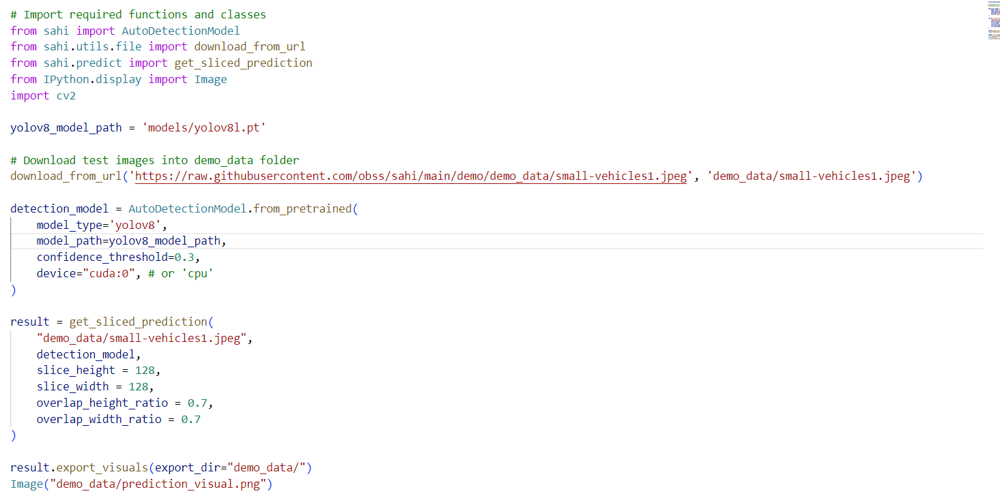 # Import required functions and classes
from sahi import AutoDetectionModel
from sahi.utils.file import download_from_url
from sahi.predict import get_sliced_prediction
from IPython.display import Image
import cv2
yolov8_model_path = 'models/yolov8l.pt'
# Download test images into demo_data folder
download_from_url('https://raw.githubusercontent.com/obss/sahi/main/demo/demo_data/small-vehicles1.jpeg', 'demo_data/small-vehicles1.jpeg')
detection_model = AutoDetectionModel.from_pretrained(
    model_type='yolov8',
    model_path=yolov8_model_path,
    confidence_threshold=0.3,
    device="cuda:0", # or 'cpu'
)
result = get_sliced_prediction(
    "demo_data/small-vehicles1.jpeg",
    detection_model,
    slice_height = 128,
    slice_width = 128,
    overlap_height_ratio = 0.7,
    overlap_width_ratio = 0.7
)
result.export_visuals(export_dir="demo_data/")
Image("demo_data/prediction_visual.png")